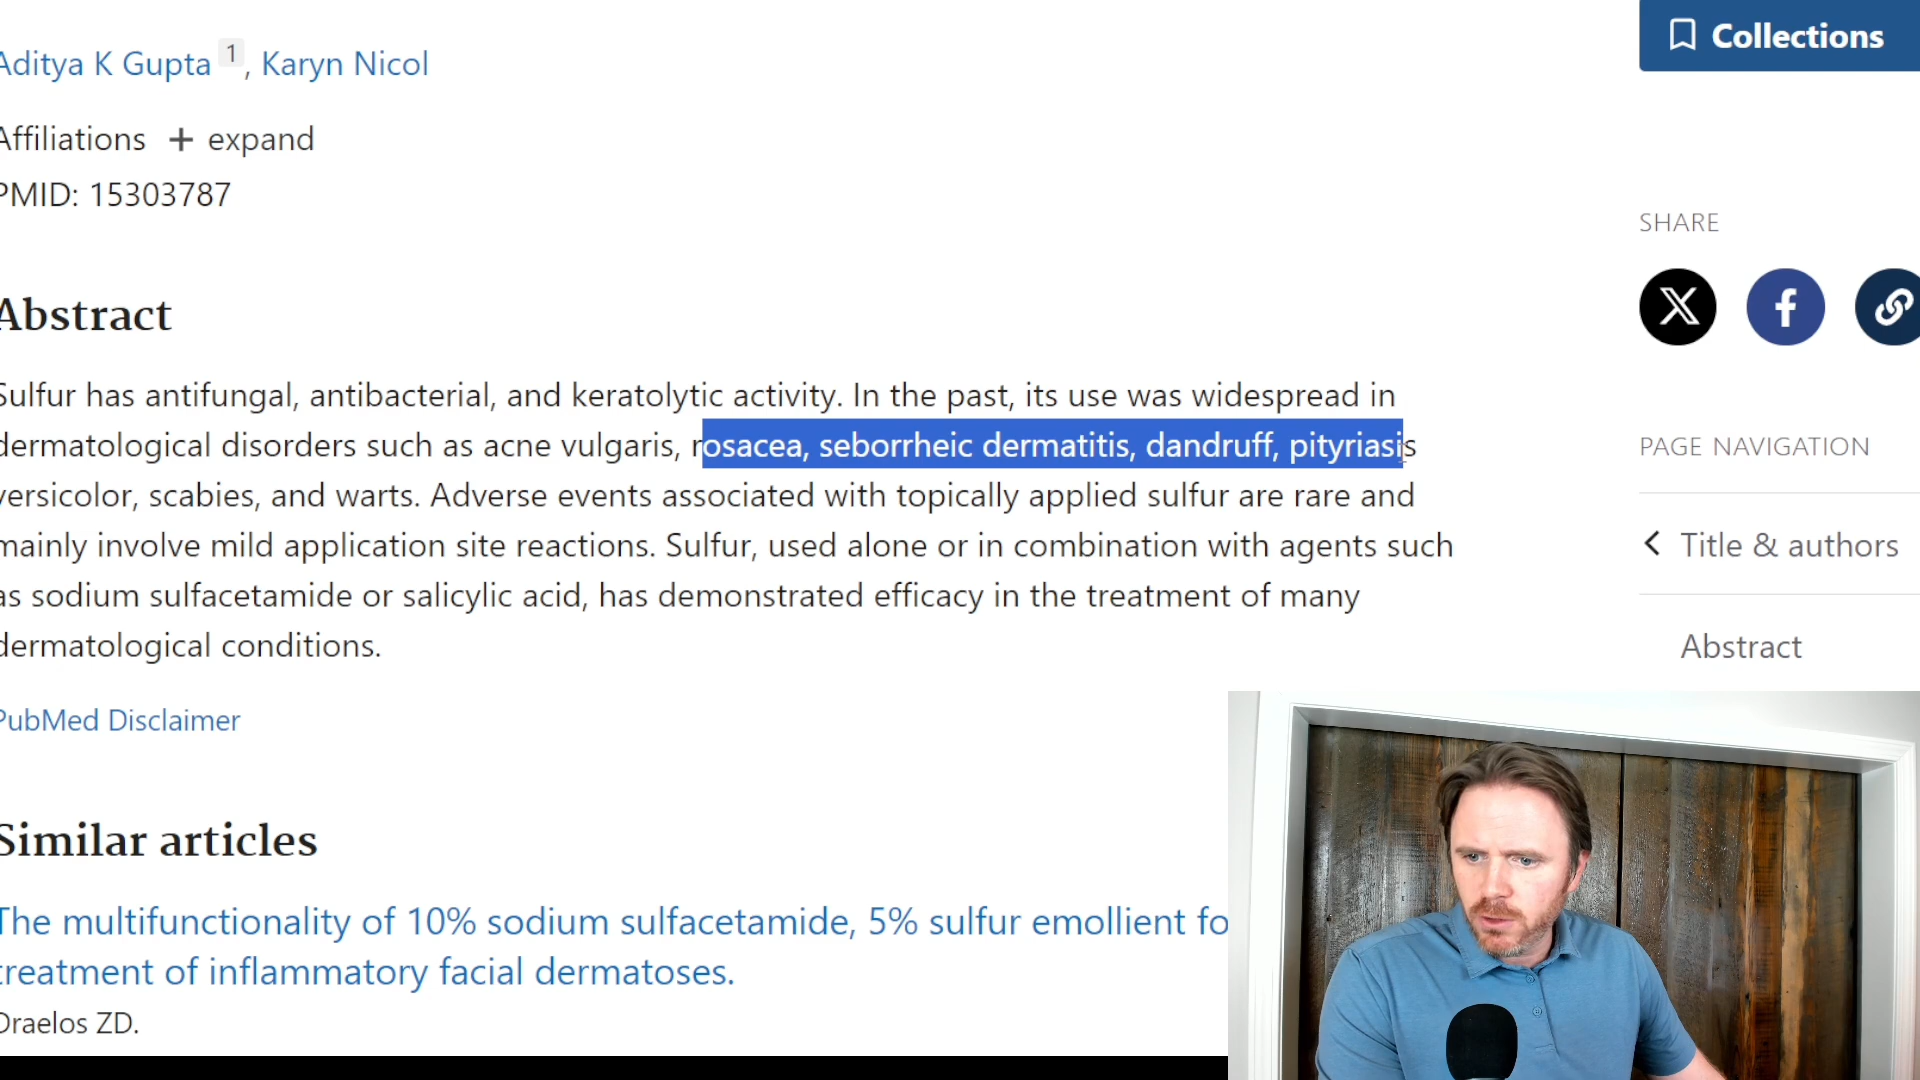 Aditya K Gupta 1, Karyn Nicol
Affiliations + expand
PMID: 15303787
Abstract
Sulfur has antifungal, antibacterial, and keratolytic activity. In the past, its use was widespread in
dermatological disorders such as acne vulgaris, rosacea, seborrheic dermatitis, dandruff, pityriasis
versicolor, scabies, and warts. Adverse events associated with topically applied sulfur are rare and
mainly involve mild application site reactions. Sulfur, used alone or in combination with agents such
as sodium sulfacetamide or salicylic acid, has demonstrated efficacy in the treatment of many
dermatological conditions.
PubMed Disclaimer
Similar articles
The multifunctionality of 10% sodium sulfacetamide, 5% sulfur emollient fo
treatment of inflammatory facial dermatoses.
Draelos ZD.
Collections
SHARE
PAGE NAVIGATION
Title & authors
Abstract